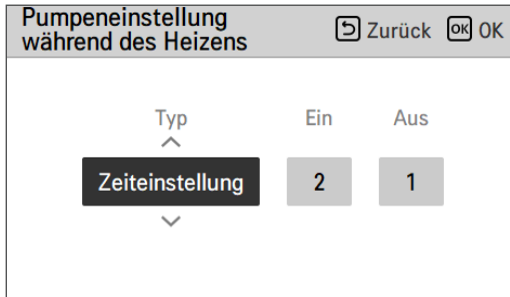 Pumpeneinstellung
während des Heizens
Zurück OK OK
Typ Ein Aus
Zeiteinstellung 2 1